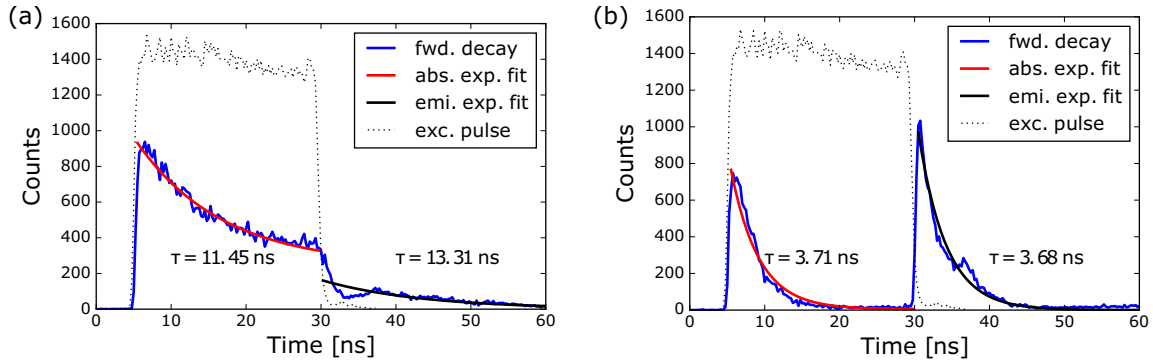 (a)
1600
1400
1200
1000
800
600
400
200
0
Counts
0 10 20 30 40 50 60
Time [ns]
fwd. decay
abs. exp. fit
emi. exp. fit
exc. pulse
τ = 11.45 ns
τ = 13.31 ns
(b)
1600
1400
1200
1000
800
600
400
200
0
Counts
0 10 20 30 40 50 60
Time [ns]
fwd. decay
abs. exp. fit
emi. exp. fit
exc. pulse
τ = 3.71 ns
τ = 3.68 ns